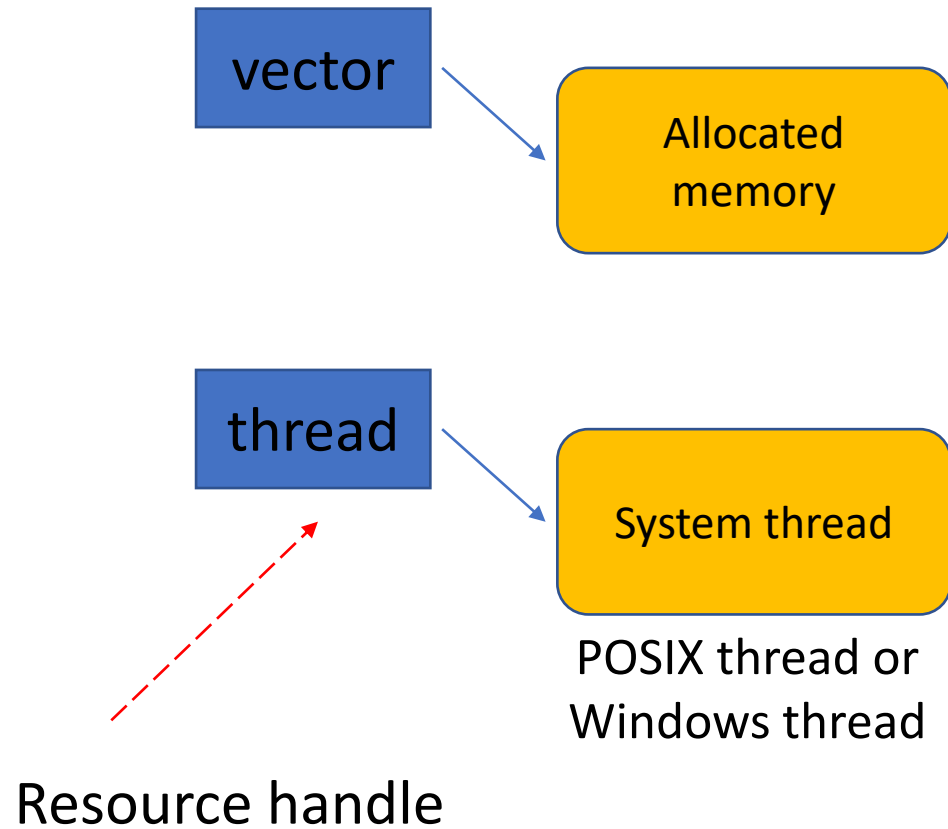 vector
Allocated
memory
thread
System thread
POSIX thread or
Windows thread
Resource handle